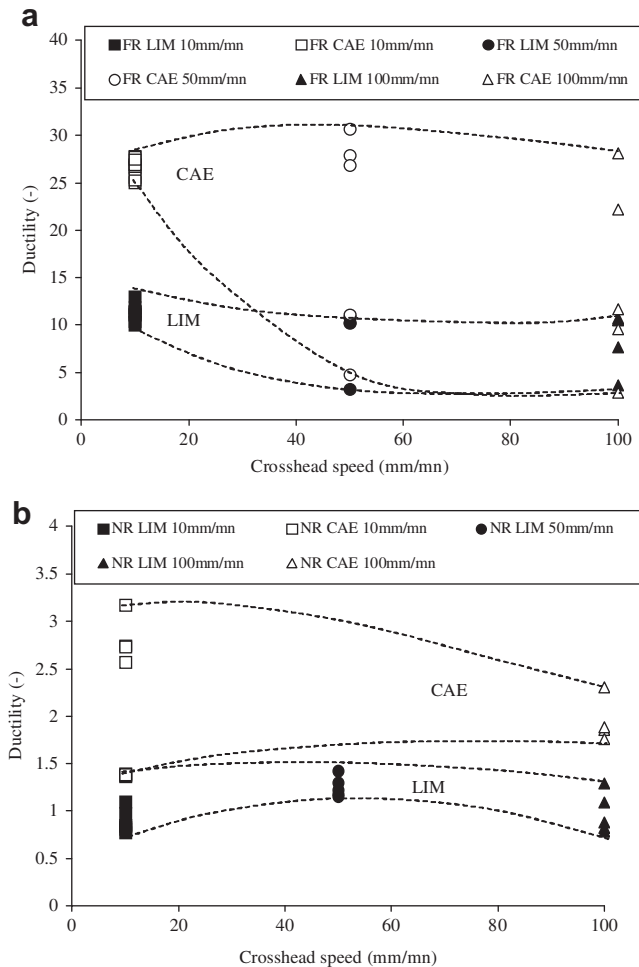 a
FR LIM 10mm/mn FR CAE 10mm/mn FR LIM 50mm/mn
FR CAE 50mm/mn FR LIM 100mm/mn FR CAE 100mm/mn
40
35
30
25
20
15
10
5
0
Ductility (-)
CAE
LIM
0 20 40 60 80 100
Crosshead speed (mm/mn)
b
NR LIM 10mm/mn NR CAE 10mm/mn NR LIM 50mm/mn
NR LIM 100mm/mn NR CAE 100mm/mn
4
3.5
3
2.5
2
1.5
1
0.5
0
Ductility (-)
CAE
LIM
0 20 40 60 80 100
Crosshead speed (mm/mn)